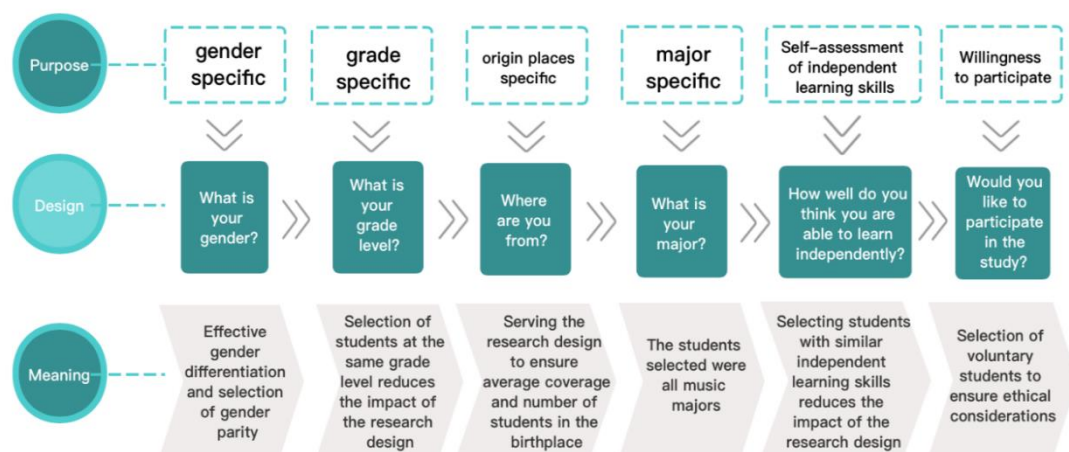 Purpose
gender
specific
grade
specific
origin places
specific
major
specific
Self-assessment
of independent
learning skills
Willingness
to participate
Design
What is
your
gender?
What is
your
grade
level?
Where
are you
from?
What is
your
major?
How well do you
think you are
able to learn
independently?
Would you
like to
participate
in the
study?
Meaning
Effective
gender
differentiation
and selection
of gender
parity
Selection of
students at the
same grade
level reduces
the impact of
the research
design
Serving the
research design
to ensure
average coverage
and number of
students in the
birthplace
The students
selected were
all music
majors
Selecting students
with similar
independent
learning skills
reduces the
impact of the
research design
Selection of
voluntary
students to
ensure ethical
considerations